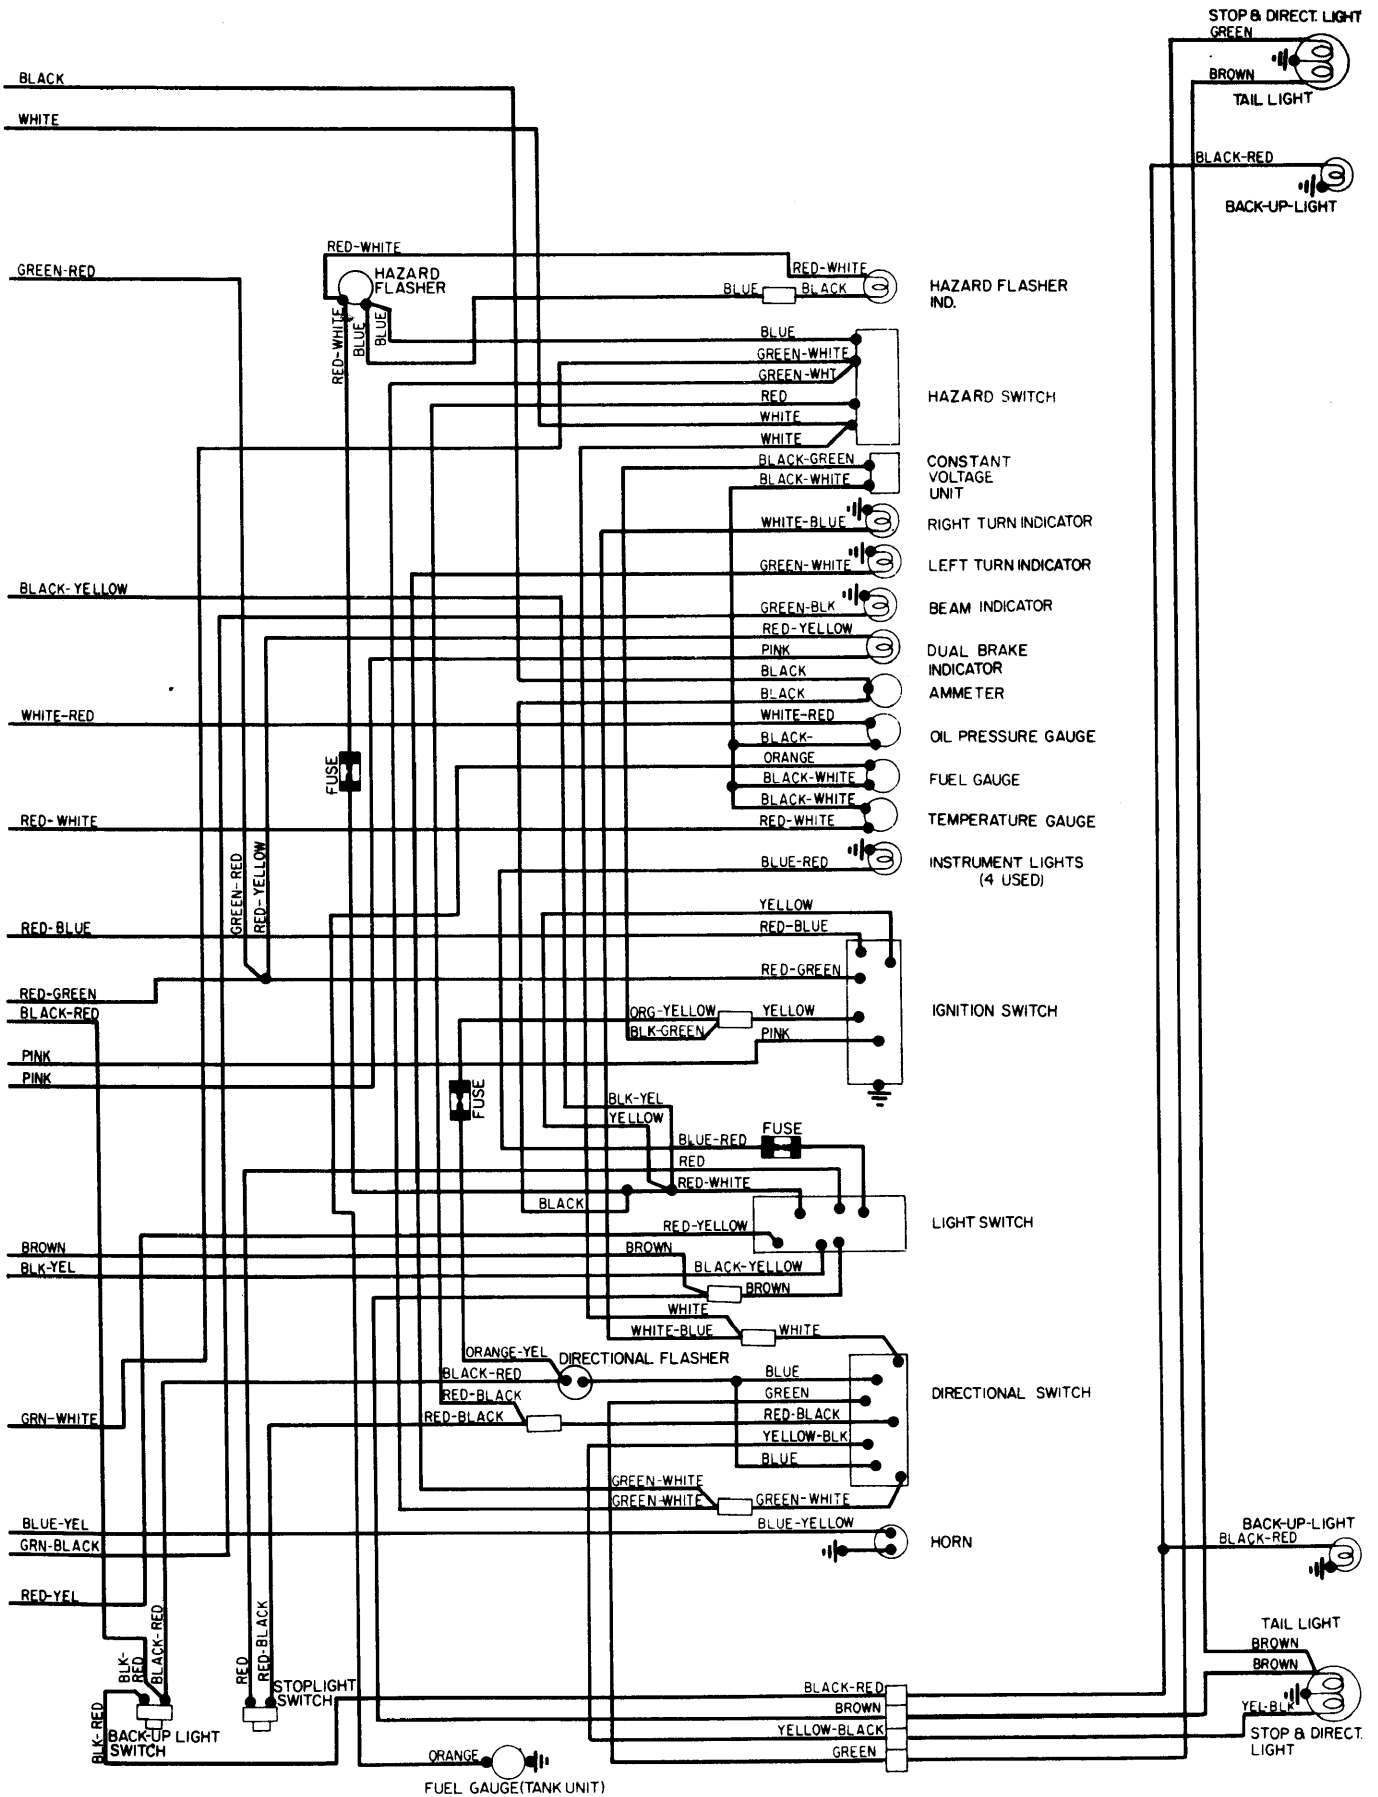 STOP & DIRECT. LIGHT
GREEN
BROWN
TAIL LIGHT
BLACK
WHITE
BLACK-RED
BACK-UP-LIGHT
RED-WHITE
GREEN-RED
HAZARD
FLASHER
RED-WHITE
BLUE
BLACK
HAZARD FLASHER
IND.
RED-WHITE
BLUE
BLUE
BLUE
GREEN-WHITE
GREEN-WHT
RED
WHITE
WHITE
HAZARD SWITCH
BLACK-GREEN
BLACK-WHITE
CONSTANT
VOLTAGE
UNIT
WHITE-BLUE
RIGHT TURN INDICATOR
GREEN-WHITE
LEFT TURN INDICATOR
BLACK-YELLOW
GREEN-BLK
BEAM INDICATOR
RED-YELLOW
PINK
DUAL BRAKE
INDICATOR
BLACK
BLACK
AMMETER
WHITE-RED
WHITE-RED
BLACK-
OIL PRESSURE GAUGE
FUSE
ORANGE
BLACK-WHITE
FUEL GAUGE
BLACK-WHITE
RED-WHITE
RED-WHITE
TEMPERATURE GAUGE
BLUE-RED
INSTRUMENT LIGHTS
(4 USED)
GREEN-RED
RED-YELLOW
YELLOW
RED-BLUE
RED-BLUE
RED-GREEN
RED-GREEN
BLACK-RED
ORG-YELLOW
YELLOW
BLK-GREEN
PINK
IGNITION SWITCH
PINK
PINK
FUSE
BLK-YEL
YELLOW
FUSE
BLUE-RED
RED
RED-WHITE
BLACK
RED-YELLOW
LIGHT SWITCH
BROWN
BROWN
BLK-YEL
BLACK-YELLOW
BROWN
WHITE
WHITE-BLUE
WHITE
ORANGE-YEL
DIRECTIONAL FLASHER
BLACK-RED
BLUE
RED-BLACK
GREEN
DIRECTIONAL SWITCH
GRN-WHITE
RED-BLACK
RED-BLACK
YELLOW-BLK
BLUE
GREEN-WHITE
GREEN-WHITE
GREEN-WHITE
BLUE-YEL
BLUE-YELLOW
HORN
GRN-BLACK
BACK-UP-LIGHT
BLACK-RED
RED-YEL
BLK-
RED
BLACK-RED
RED
RED-BLACK
TAIL LIGHT
BROWN
BROWN
STOPLIGHT
SWITCH
BLACK-RED
BROWN
YEL-BLK
BLK-RED
BACK-UP LIGHT
SWITCH
YELLOW-BLACK
GREEN
STOP & DIRECT.
LIGHT
ORANGE
FUEL GAUGE(TANK UNIT)